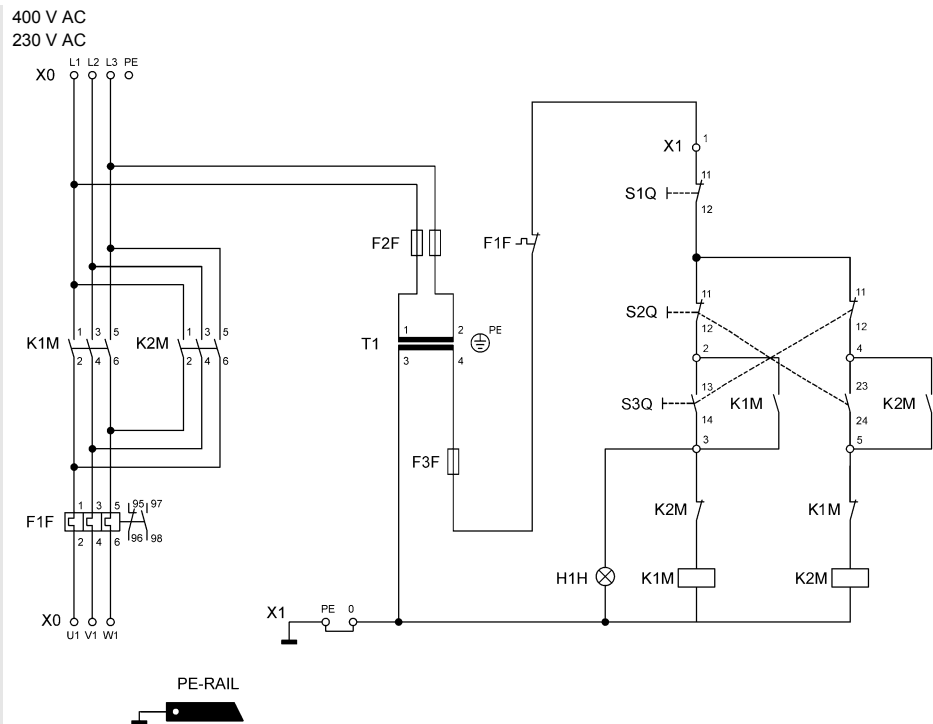 400 V AC
230 V AC
L1 L2 L3 PE
X0
1
X1
11
S1Q
12
F2F
F1F
11 11
S2Q
12 12
1 3 5 1 3 5
K1M K2M
2 4 6 2 4 6
1 2 PE
T1
3 4
2 4
13 23
S3Q K1M K2M
14 24
3 5
F3F
1 3 5 95 97
F1F
2 4 6 96 98
K2M K1M
H1H K1M K2M
X1 PE 0
X0
U1 V1 W1
PE-RAIL